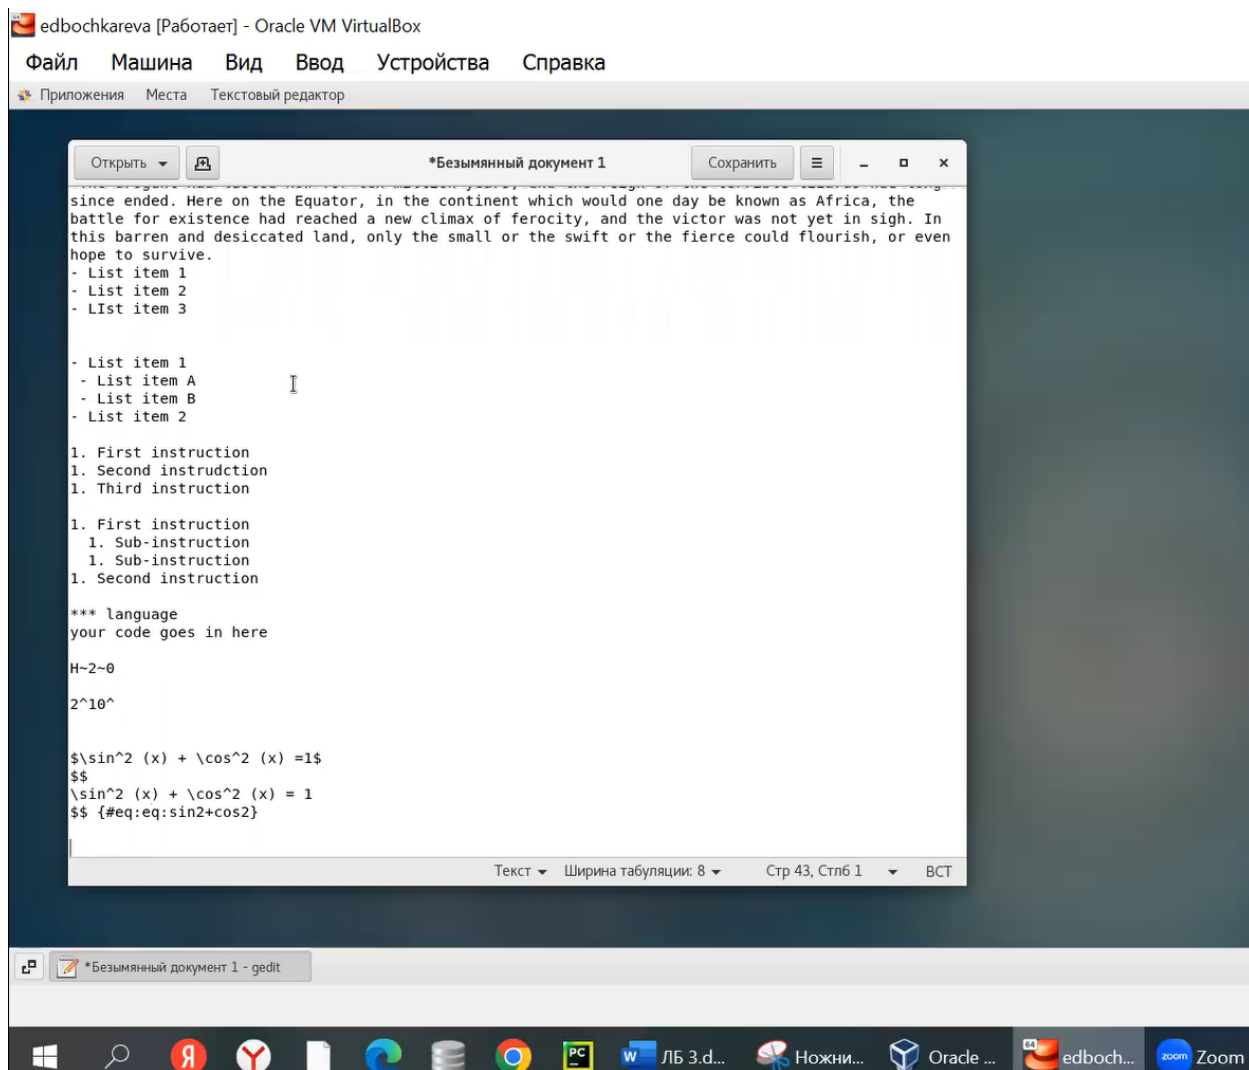 edbochkareva [Работает] - Oracle VM VirtualBox
Файл Машина Вид Ввод Устройства Справка
Приложения Места Текстовый редактор
Открыть *Безымянный документ 1 Сохранить
since ended. Here on the Equator, in the continent which would one day be known as Africa, the
battle for existence had reached a new climax of ferocity, and the victor was not yet in sigh. In
this barren and desiccated land, only the small or the swift or the fierce could flourish, or even
hope to survive.
- List item 1
- List item 2
- LIst item 3
- List item 1
- List item A
- List item B
- List item 2
1. First instruction
1. Second instrudction
1. Third instruction
1. First instruction
1. Sub-instruction
1. Sub-instruction
1. Second instruction
*** language
your code goes in here
H~2~0
2^10^
$\sin^2 (x) + \cos^2 (x) =1$
$$
\sin^2 (x) + \cos^2 (x) = 1
$$ {#eq:eq:sin2+cos2}
Текст Ширина табуляции: 8 Стр 43, Стлб 1 ВСТ
*Безымянный документ 1 - gedit
ЛБ 3.d... Ножни... Oracle ... edboch... Zoom